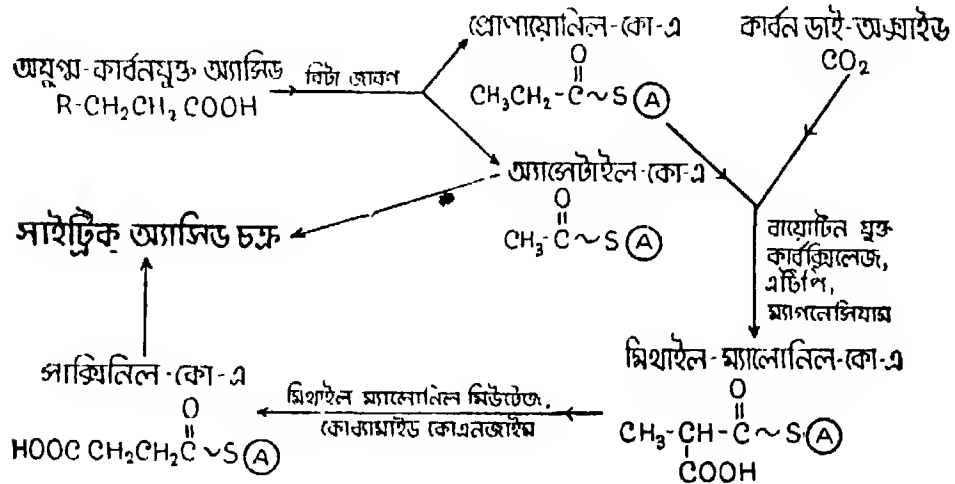 প্রোপায়োনিল-কো-এ
কার্বন ডাই-অক্সাইড
CO₂
O
CH₃CH₂-C~S Ⓐ
অযুগ্ম-কার্বনযুক্ত অ্যাসিড
R-CH₂CH₂COOH
বিটা জারণ
অ্যাসেটাইল-কো-এ
O
CH₃-C~S Ⓐ
সাইট্রিক অ্যাসিড চক্র
বায়োটিন যুক্ত
কার্বক্সিলেজ,
এটিপি,
ম্যাগনেসিয়াম
মিথাইল-ম্যালোনিল-কো-এ
O
CH₃-CH-C~S Ⓐ
COOH
মিথাইল ম্যালোনিল মিউটেজ,
কোব্যামাইড কোএনজাইম
সাক্সিনিল-কো-এ
O
HOOC CH₂CH₂C~S Ⓐ